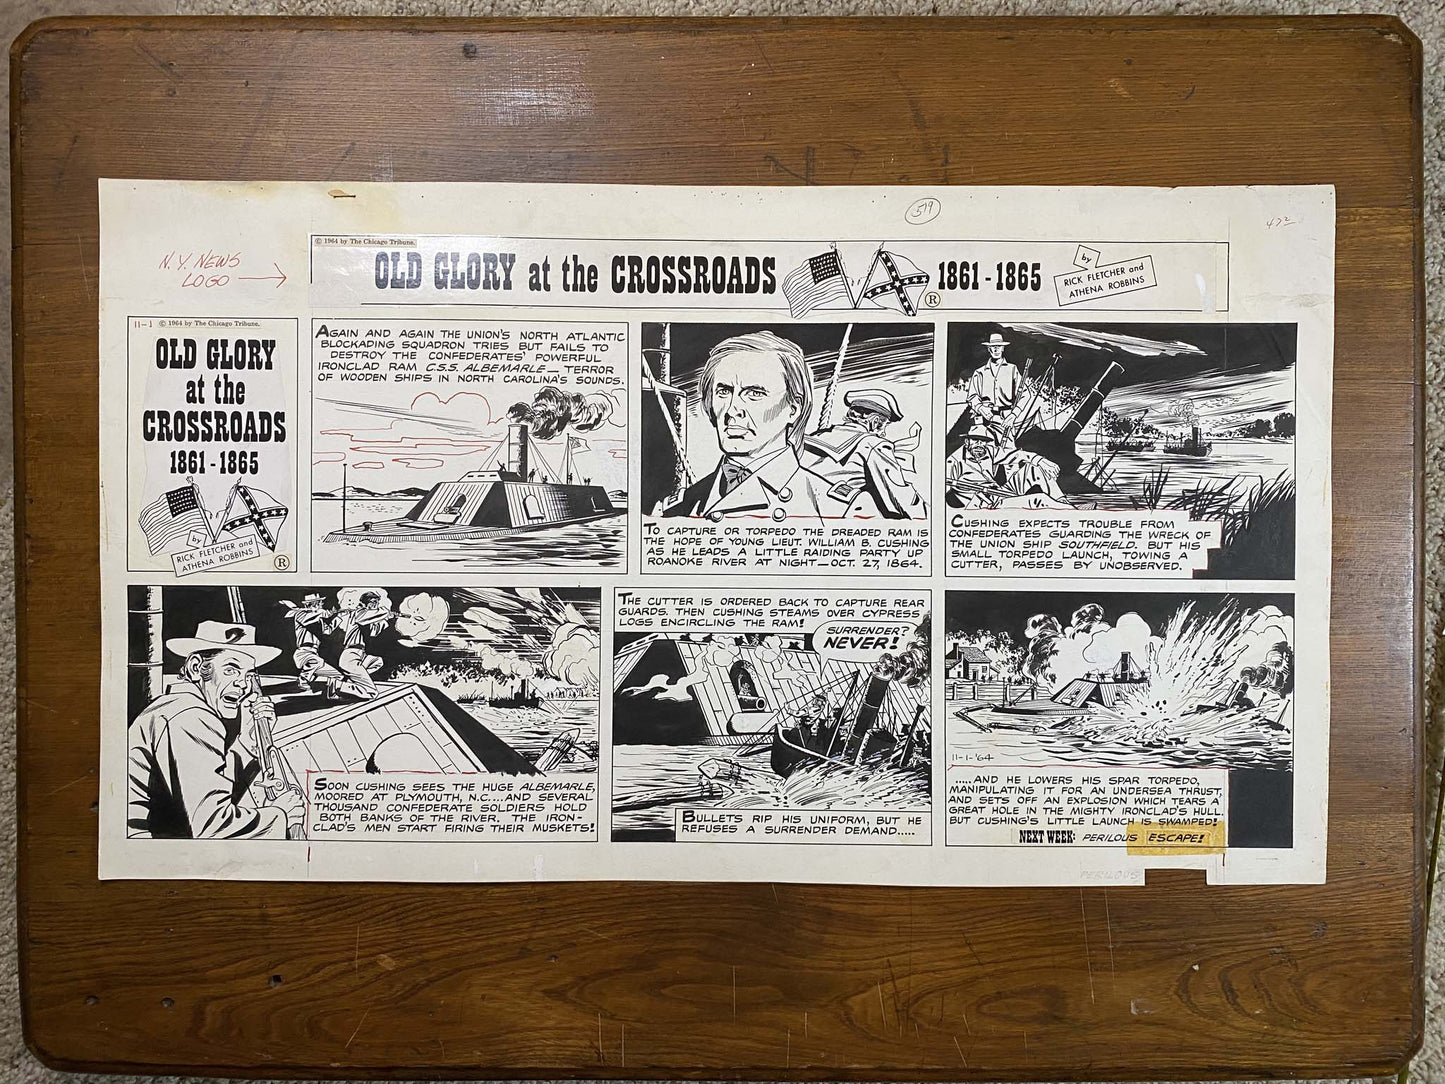 519
472
N.Y. NEWS
LOGO
© 1964 by The Chicago Tribune.
OLD GLORY at the CROSSROADS 1861-1865
by
RICK FLETCHER and
ATHENA ROBBINS
®
11-1 © 1964 by The Chicago Tribune.
OLD GLORY
at the
CROSSROADS
1861-1865
by
RICK FLETCHER and
ATHENA ROBBINS
®
AGAIN AND AGAIN THE UNION'S NORTH ATLANTIC
BLOCKADING SQUADRON TRIES BUT FAILS TO
DESTROY THE CONFEDERATES' POWERFUL
IRONCLAD RAM C.S.S. ALBEMARLE — TERROR
OF WOODEN SHIPS IN NORTH CAROLINA'S SOUNDS.
TO CAPTURE OR TORPEDO THE DREADED RAM IS
THE HOPE OF YOUNG LIEUT. WILLIAM B. CUSHING
AS HE LEADS A LITTLE RAIDING PARTY UP
ROANOKE RIVER AT NIGHT — OCT. 27, 1864.
CUSHING EXPECTS TROUBLE FROM
CONFEDERATES GUARDING THE WRECK OF
THE UNION SHIP SOUTHFIELD. BUT HIS
SMALL TORPEDO LAUNCH, TOWING A
CUTTER, PASSES BY UNOBSERVED.
SOON CUSHING SEES THE HUGE ALBEMARLE,
MOORED AT PLYMOUTH, N.C....AND SEVERAL
THOUSAND CONFEDERATE SOLDIERS HOLD
BOTH BANKS OF THE RIVER. THE IRON-
CLAD'S MEN START FIRING THEIR MUSKETS!
THE CUTTER IS ORDERED BACK TO CAPTURE REAR
GUARDS. THEN CUSHING STEAMS OVER CYPRESS
LOGS ENCIRCLING THE RAM!
SURRENDER?
NEVER!
BULLETS RIP HIS UNIFORM, BUT HE
REFUSES A SURRENDER DEMAND.....
11-1-'64
.....AND HE LOWERS HIS SPAR TORPEDO,
MANIPULATING IT FOR AN UNDERSEA THRUST,
AND SETS OFF AN EXPLOSION WHICH TEARS A
GREAT HOLE IN THE MIGHTY IRONCLAD'S HULL.
BUT CUSHING'S LITTLE LAUNCH IS SWAMPED!
NEXT WEEK: PERILOUS ESCAPE!
PERILOUS